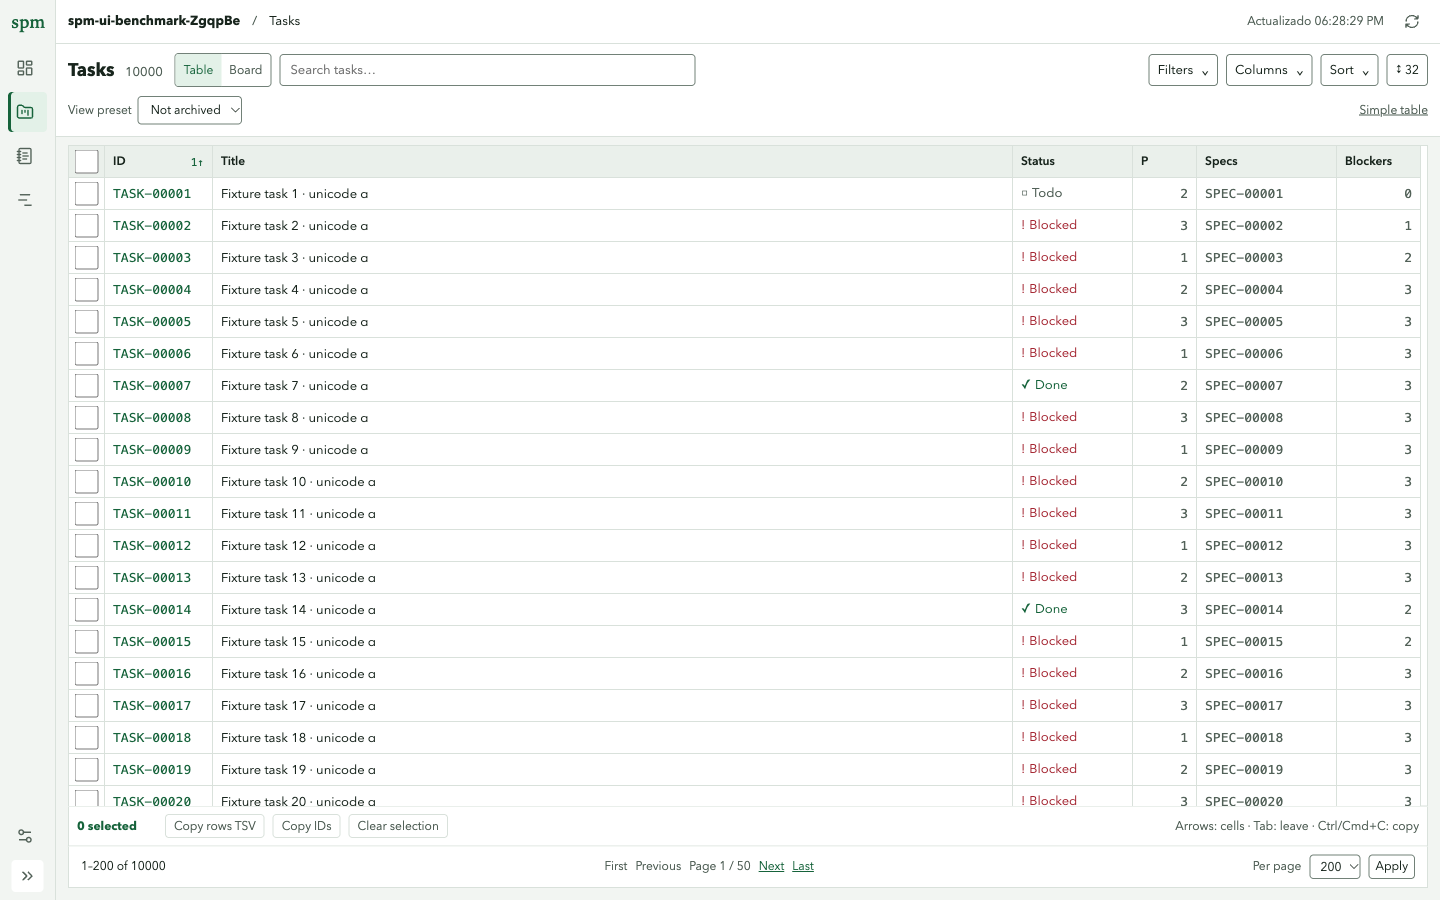 spm
spm-ui-benchmark-ZgqpBe / Tasks
Actualizado 06:28:29 PM
Tasks 10000 Table Board Search tasks… Filters Columns Sort ↕ 32
View preset Not archived Simple table
ID 1↑ Title Status P Specs Blockers
TASK-00001 Fixture task 1 · unicode α ¤ Todo 2 SPEC-00001 0
TASK-00002 Fixture task 2 · unicode α ! Blocked 3 SPEC-00002 1
TASK-00003 Fixture task 3 · unicode α ! Blocked 1 SPEC-00003 2
TASK-00004 Fixture task 4 · unicode α ! Blocked 2 SPEC-00004 3
TASK-00005 Fixture task 5 · unicode α ! Blocked 3 SPEC-00005 3
TASK-00006 Fixture task 6 · unicode α ! Blocked 1 SPEC-00006 3
TASK-00007 Fixture task 7 · unicode α ✓ Done 2 SPEC-00007 3
TASK-00008 Fixture task 8 · unicode α ! Blocked 3 SPEC-00008 3
TASK-00009 Fixture task 9 · unicode α ! Blocked 1 SPEC-00009 3
TASK-00010 Fixture task 10 · unicode α ! Blocked 2 SPEC-00010 3
TASK-00011 Fixture task 11 · unicode α ! Blocked 3 SPEC-00011 3
TASK-00012 Fixture task 12 · unicode α ! Blocked 1 SPEC-00012 3
TASK-00013 Fixture task 13 · unicode α ! Blocked 2 SPEC-00013 3
TASK-00014 Fixture task 14 · unicode α ✓ Done 3 SPEC-00014 2
TASK-00015 Fixture task 15 · unicode α ! Blocked 1 SPEC-00015 2
TASK-00016 Fixture task 16 · unicode α ! Blocked 2 SPEC-00016 3
TASK-00017 Fixture task 17 · unicode α ! Blocked 3 SPEC-00017 3
TASK-00018 Fixture task 18 · unicode α ! Blocked 1 SPEC-00018 3
TASK-00019 Fixture task 19 · unicode α ! Blocked 2 SPEC-00019 3
TASK-00020 Fixture task 20 · unicode α ! Blocked 3 SPEC-00020 3
0 selected Copy rows TSV Copy IDs Clear selection Arrows: cells · Tab: leave · Ctrl/Cmd+C: copy
1–200 of 10000 First Previous Page 1 / 50 Next Last Per page 200 Apply